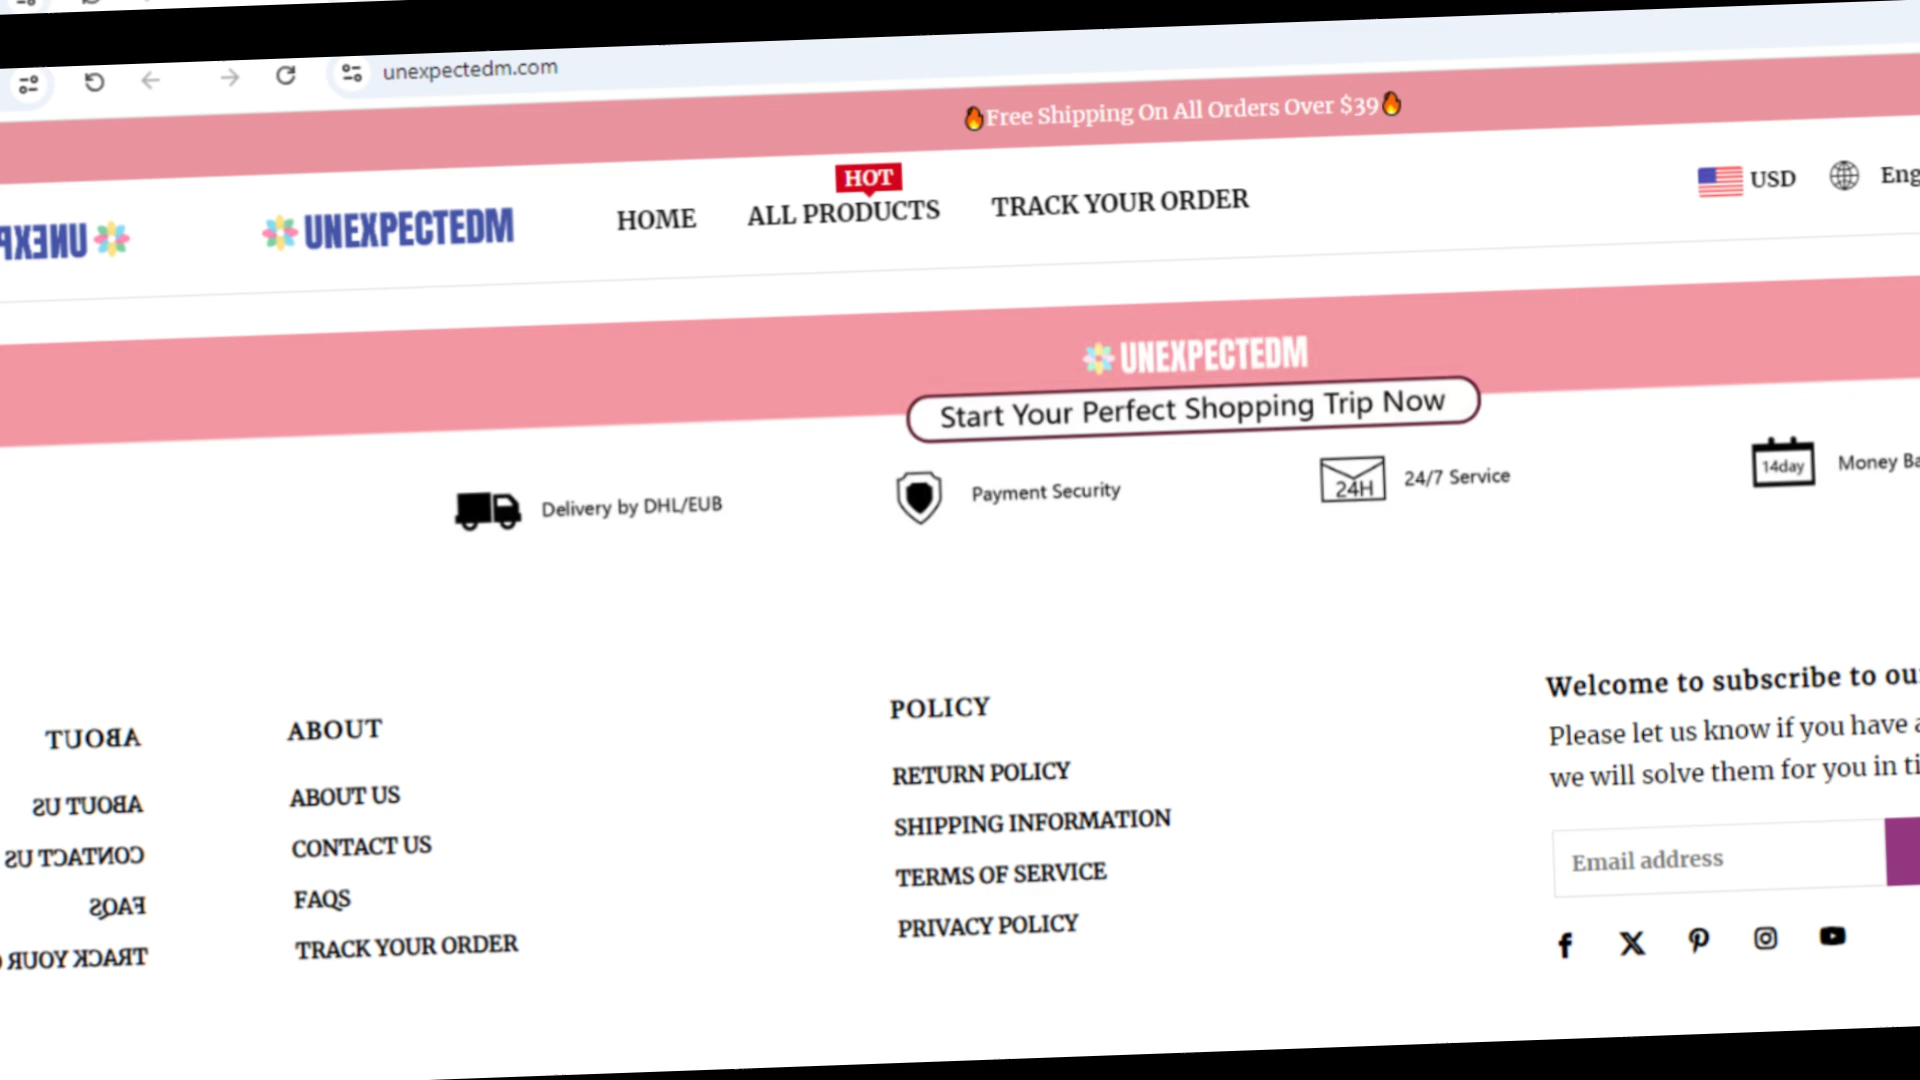 unexpectedm.com
🔥Free Shipping On All Orders Over $39🔥
HOT
UNEXPECTEDM
HOME
ALL PRODUCTS
TRACK YOUR ORDER
USD
UNEXPECTEDM
Start Your Perfect Shopping Trip Now
Delivery by DHL/EUB
Payment Security
24H
24/7 Service
14day
Money
ABOUT
ABOUT US
CONTACT US
FAQS
TRACK YOUR ORDER
ABOUT
ABOUT US
CONTACT US
FAQS
TRACK YOUR ORDER
POLICY
RETURN POLICY
SHIPPING INFORMATION
TERMS OF SERVICE
PRIVACY POLICY
Welcome to subscribe to
Please let us know if you have
we will solve them for you in
Email address